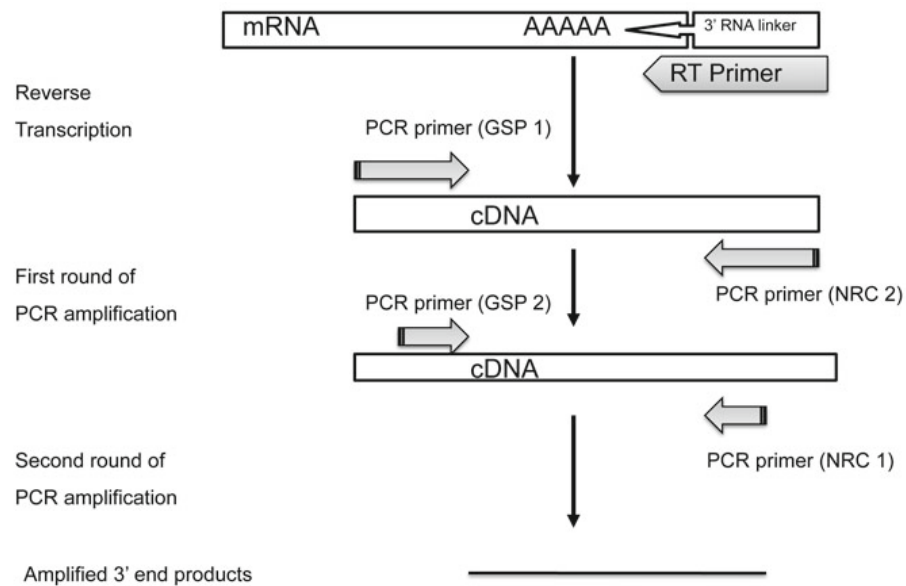 mRNA AAAAA 3’ RNA linker
RT Primer
Reverse
Transcription
PCR primer (GSP 1)
cDNA
First round of
PCR amplification
PCR primer (NRC 2)
PCR primer (GSP 2)
cDNA
Second round of
PCR amplification
PCR primer (NRC 1)
Amplified 3’ end products